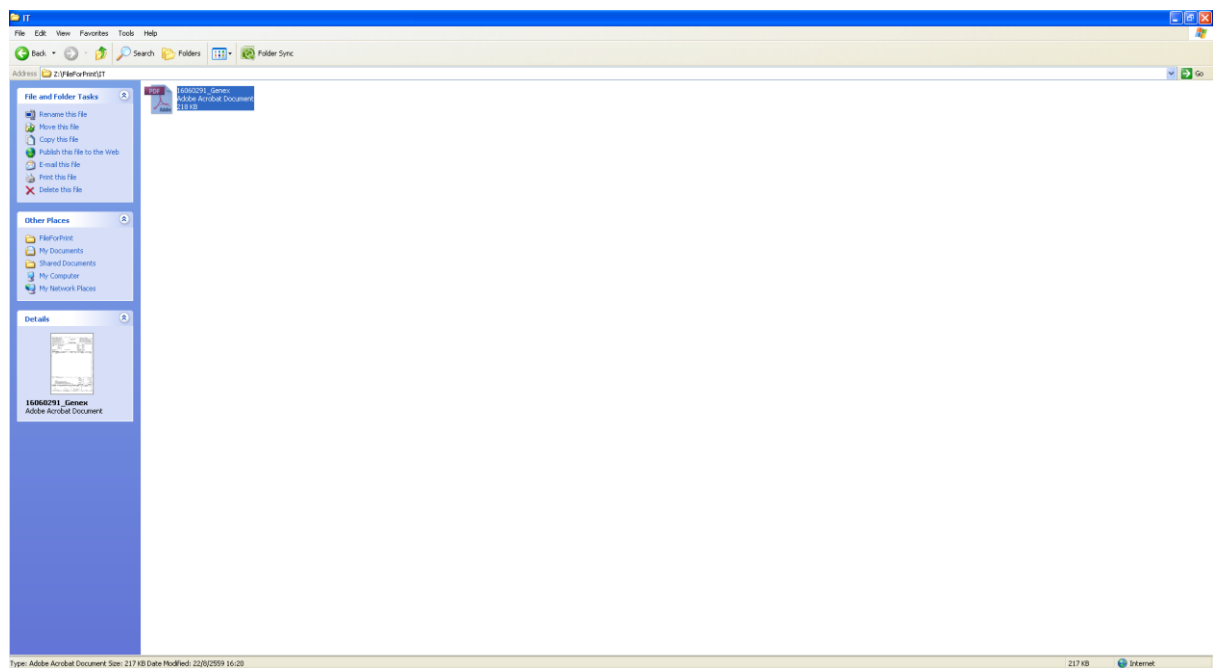 IT
File Edit View Favorites Tools Help
Back Search Folders Folder Sync
Address Z:\FileForPrint\IT Go
File and Folder Tasks
Rename this file
Move this file
Copy this file
Publish this file to the Web
E-mail this file
Print this file
Delete this file
Other Places
FileForPrint
My Documents
Shared Documents
My Computer
My Network Places
Details
16060291_Genex
Adobe Acrobat Document
PDF
Adobe
16060291_Genex
Adobe Acrobat Document
218 KB
Type: Adobe Acrobat Document Size: 217 KB Date Modified: 22/8/2559 16:20 217 KB Internet